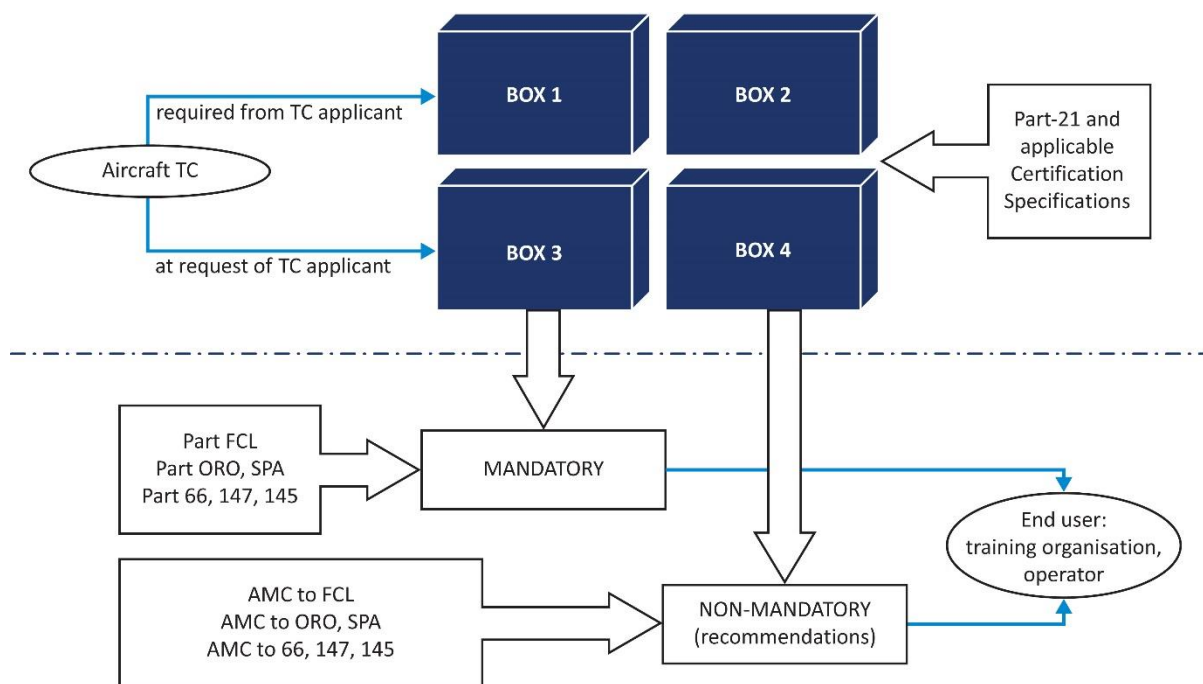 BOX 1
BOX 2
required from TC applicant
Aircraft TC
Part-21 and
applicable
Certification
Specifications
BOX 3
BOX 4
at request of TC applicant
Part FCL
Part ORO, SPA
Part 66, 147, 145
MANDATORY
End user:
training organisation,
operator
AMC to FCL
AMC to ORO, SPA
AMC to 66, 147, 145
NON-MANDATORY
(recommendations)